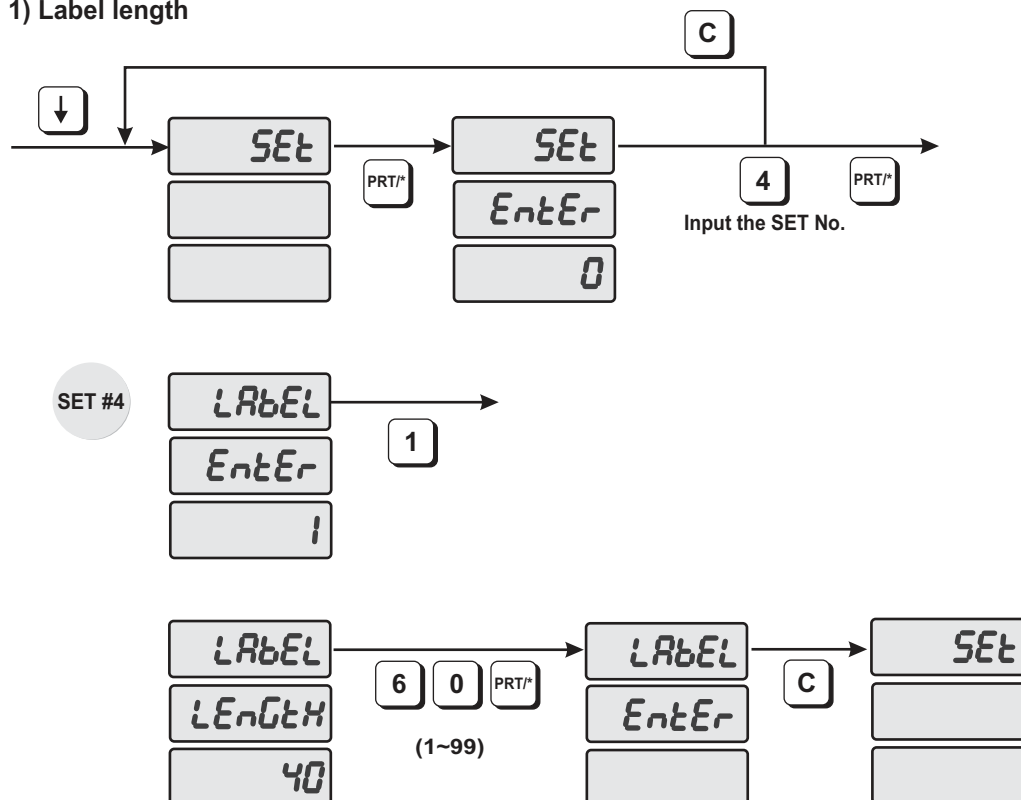 1) Label length
C
↓
SEt
PRT/*
SEt
EntEr
0
4
PRT/*
Input the SET No.
SET #4
LAbEL
EntEr
1
1
LAbEL
LEnGtH
40
6 0 PRT/*
(1~99)
LAbEL
EntEr
C
SEt